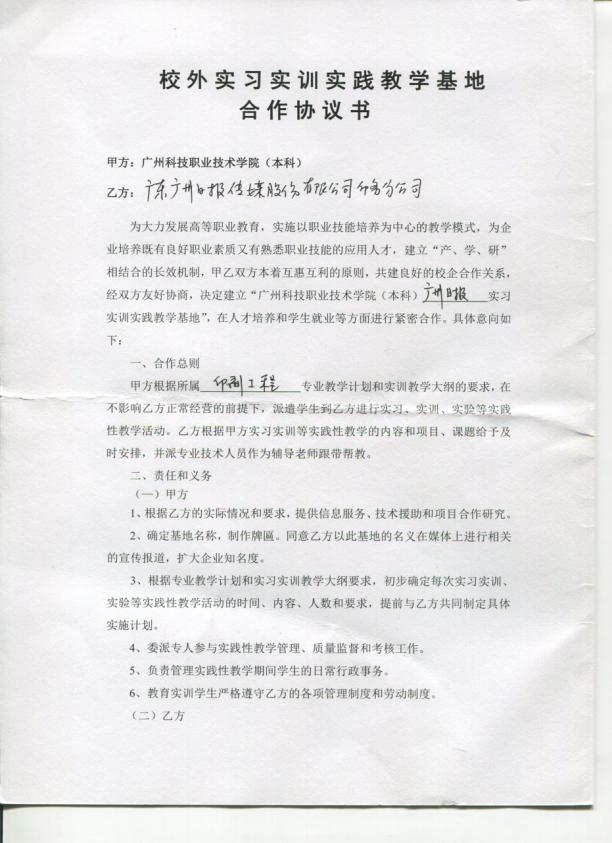 校外实习实训实践教学基地
合作协议书
甲方：广州科技职业技术学院（本科）
乙方：广东广州日报传媒股份有限公司印务分公司
为大力发展高等职业教育，实施以职业技能培养为中心的教学模式，为企
业培养既有良好职业素质又有熟悉职业技能的应用人才，建立“产、学、研”
相结合的长效机制，甲乙双方本着互惠互利的原则，共建良好的校企合作关系，
经双方友好协商，决定建立“广州科技职业技术学院（本科）广州日报 实习
实训实践教学基地”，在人才培养和学生就业等方面进行紧密合作。具体意向如
下：
一、合作总则
甲方根据所属 印刷工程 专业教学计划和实训教学大纲的要求，在
不影响乙方正常经营的前提下，派遣学生到乙方进行实习、实训、实验等实践
性教学活动。乙方根据甲方实习实训等实践性教学的内容和项目、课题给予及
时安排，并派专业技术人员作为辅导老师跟带帮教。
二、责任和义务
（一）甲方
1、根据乙方的实际情况和要求，提供信息服务、技术援助和项目合作研究。
2、确定基地名称，制作牌匾。同意乙方以此基地的名义在媒体上进行相关
的宣传报道，扩大企业知名度。
3、根据专业教学计划和实习实训教学大纲要求，初步确定每次实习实训、
实验等实践性教学活动的时间、内容、人数和要求，提前与乙方共同制定具体
实施计划。
4、委派专人参与实践性教学管理、质量监督和考核工作。
5、负责管理实践性教学期间学生的日常行政事务。
6、教育实训学生严格遵守乙方的各项管理制度和劳动制度。
（二）乙方